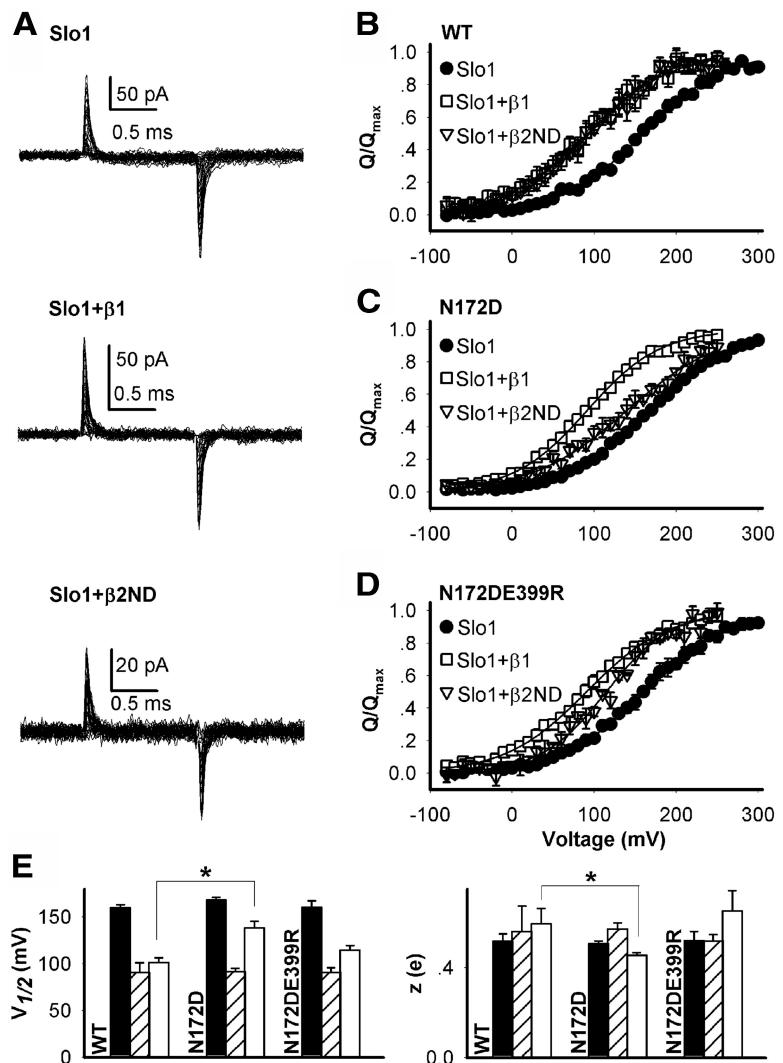 A
Slo1
50 pA
0.5 ms
Slo1+β1
50 pA
0.5 ms
Slo1+β2ND
20 pA
0.5 ms
B
WT
Slo1
Slo1+β1
Slo1+β2ND
Q/Qmax
1.0
.8
.6
.4
.2
0.0
-100 0 100 200 300
C
N172D
Slo1
Slo1+β1
Slo1+β2ND
Q/Qmax
1.0
.8
.6
.4
.2
0.0
-100 0 100 200 300
D
N172DE399R
Slo1
Slo1+β1
Slo1+β2ND
Q/Qmax
1.0
.8
.6
.4
.2
0.0
-100 0 100 200 300
Voltage (mV)
E
V1/2 (mV)
150
100
50
0
*
WT
N172D
N172DE399R
z (e)
.4
0.0
*
WT
N172D
N172DE399R